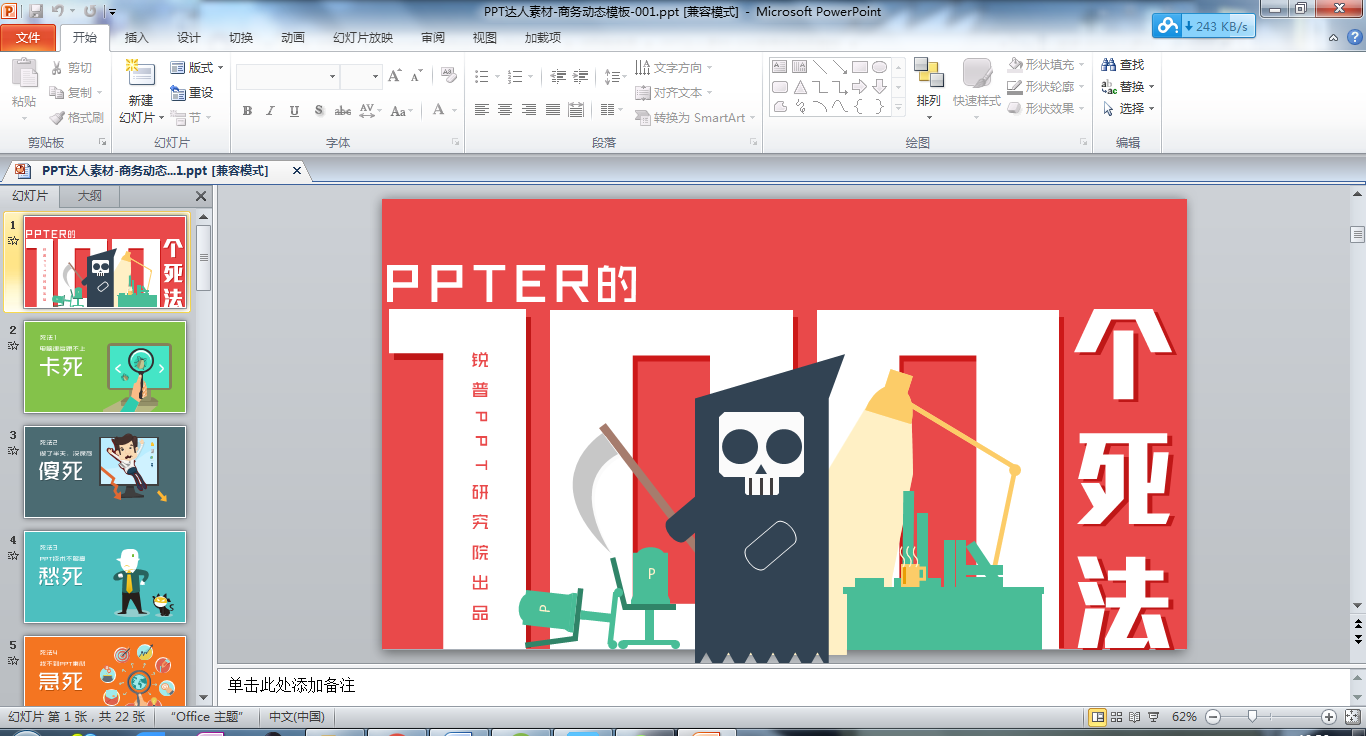 PPT达人素材-商务动态模板-001.ppt [兼容模式] - Microsoft PowerPoint
243 KB/s
文件 开始 插入 设计 切换 动画 幻灯片放映 审阅 视图 加载项
粘贴 剪切 复制 格式刷
新建 幻灯片 版式 重设 节
B I U S abc AV Aa A
文字方向 对齐文本 转换为 SmartArt
排列 快速样式 形状填充 形状轮廓 形状效果
查找 替换 选择
剪贴板 幻灯片 字体 段落 绘图 编辑
PPT达人素材-商务动态...1.ppt [兼容模式]
幻灯片 大纲
1
PPTER的
100
个死法
2
死法1
卡死
3
死法2
傻死
4
死法3
愁死
5
死法4
急死
PPTER的
100
个死法
锐普PPT研究院出品
P
P
单击此处添加备注
幻灯片 第 1 张，共 22 张 “Office 主题” 中文(中国) 62%